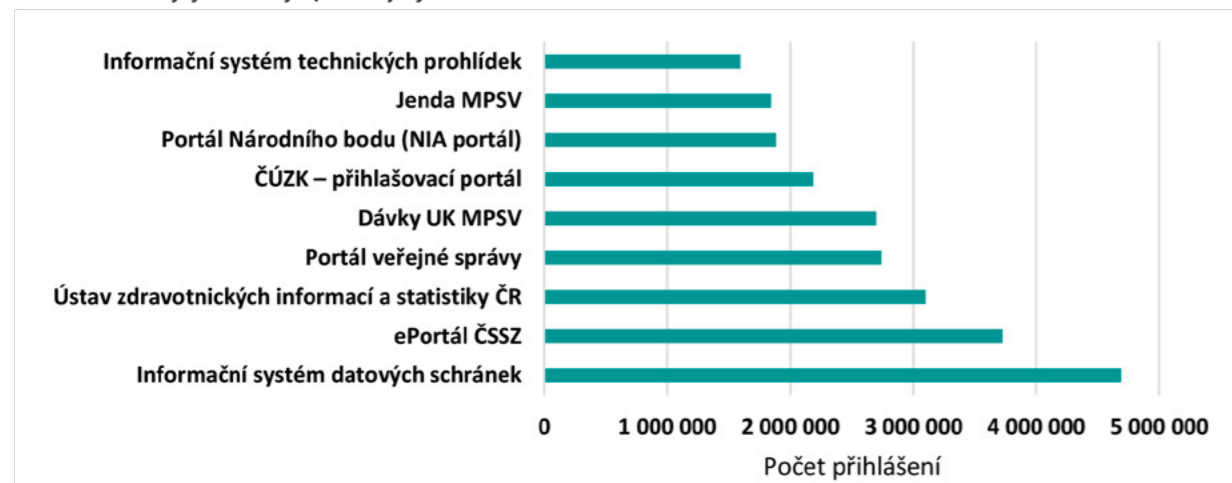 Informační systém technických prohlídek
Jenda MPSV
Portál Národního bodu (NIA portál)
ČÚZK – přihlašovací portál
Dávky UK MPSV
Portál veřejné správy
Ústav zdravotnických informací a statistiky ČR
ePortál ČSSZ
Informační systém datových schránek
0 1 000 000 2 000 000 3 000 000 4 000 000 5 000 000
Počet přihlášení